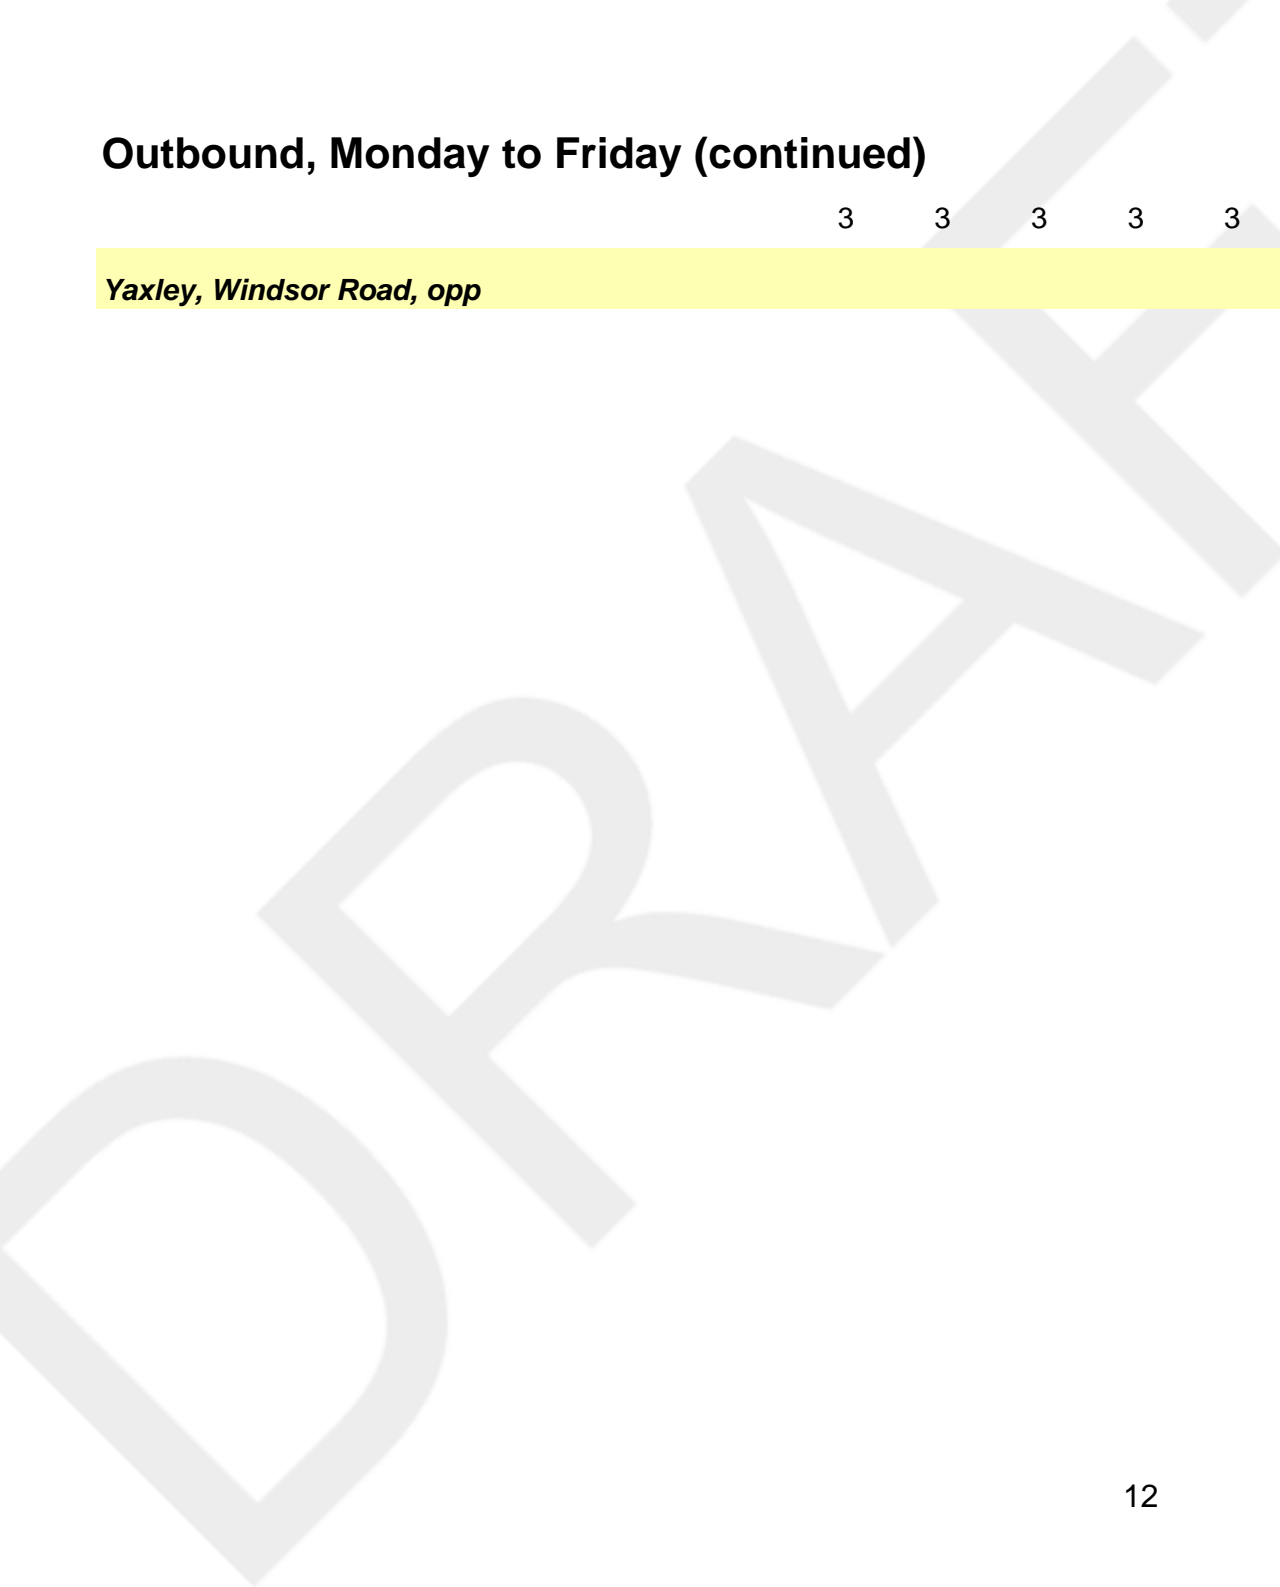 Outbound, Monday to Friday (continued)
3 3 3 3 3
Yaxley, Windsor Road, opp
DRAFT
12